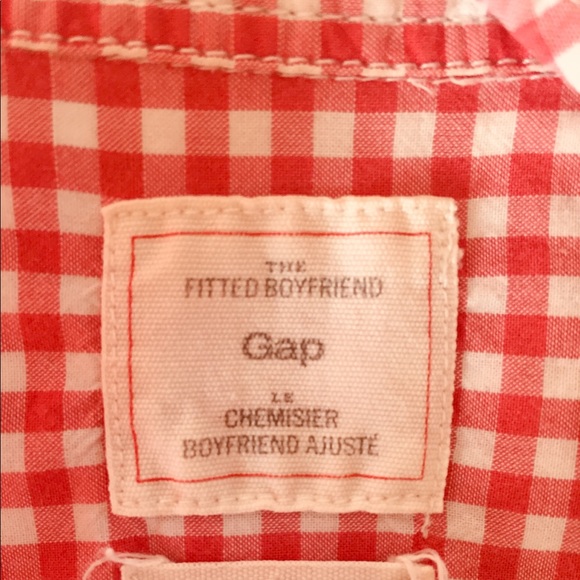 THE
FITTED BOYFRIEND
Gap
LE
CHEMISIER
BOYFRIEND AJUSTÉ